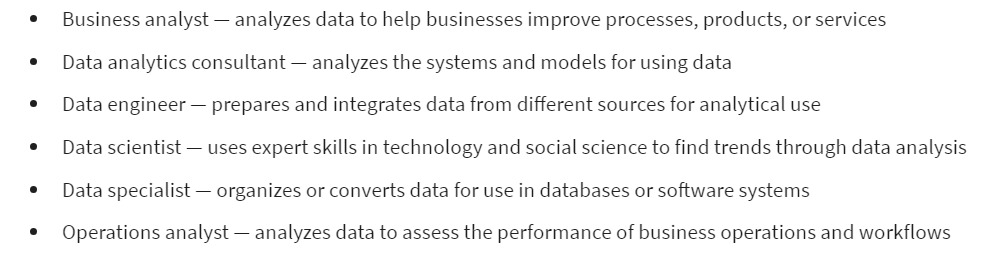 • Business analyst — analyzes data to help businesses improve processes, products, or services
• Data analytics consultant — analyzes the systems and models for using data
• Data engineer — prepares and integrates data from different sources for analytical use
• Data scientist — uses expert skills in technology and social science to find trends through data analysis
• Data specialist — organizes or converts data for use in databases or software systems
• Operations analyst — analyzes data to assess the performance of business operations and workflows